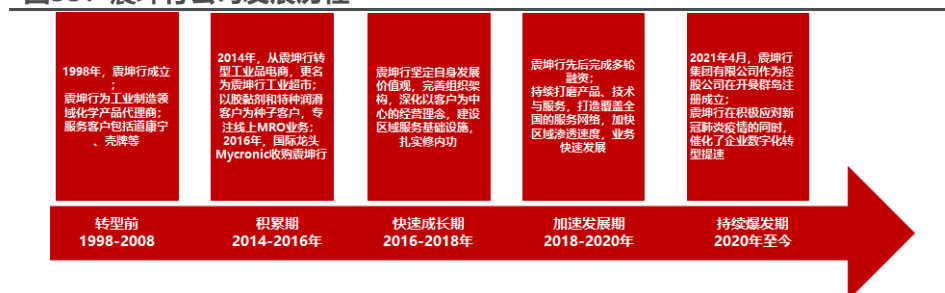 1998年，震坤行成立
；
震坤行为工业制造领
域化学产品代理商；
服务客户包括道康宁
、壳牌等
2014年，从震坤行转
型工业品电商，更名
为震坤行工业超市；
以胶黏剂和特种润滑
客户为种子客户，专
注线上MRO业务；
2016年，国际龙头
Mycronic收购震坤行
震坤行坚定自身发展
价值观，完善组织架
构，深化以客户为中
心的经营理念，建设
区域服务基础设施，
扎实修内功
震坤行先后完成多轮
融资；
持续打磨产品、技术
与服务，打造覆盖全
国的服务网络，加快
区域渗透速度，业务
快速发展
2021年4月，震坤行
集团有限公司作为控
股公司在开曼群岛注
册成立；
震坤行在积极应对新
冠肺炎疫情的同时，
催化了企业数字化转
型提速
转型前
1998-2008
积累期
2014-2016年
快速成长期
2016-2018年
加速发展期
2018-2020年
持续爆发期
2020年至今